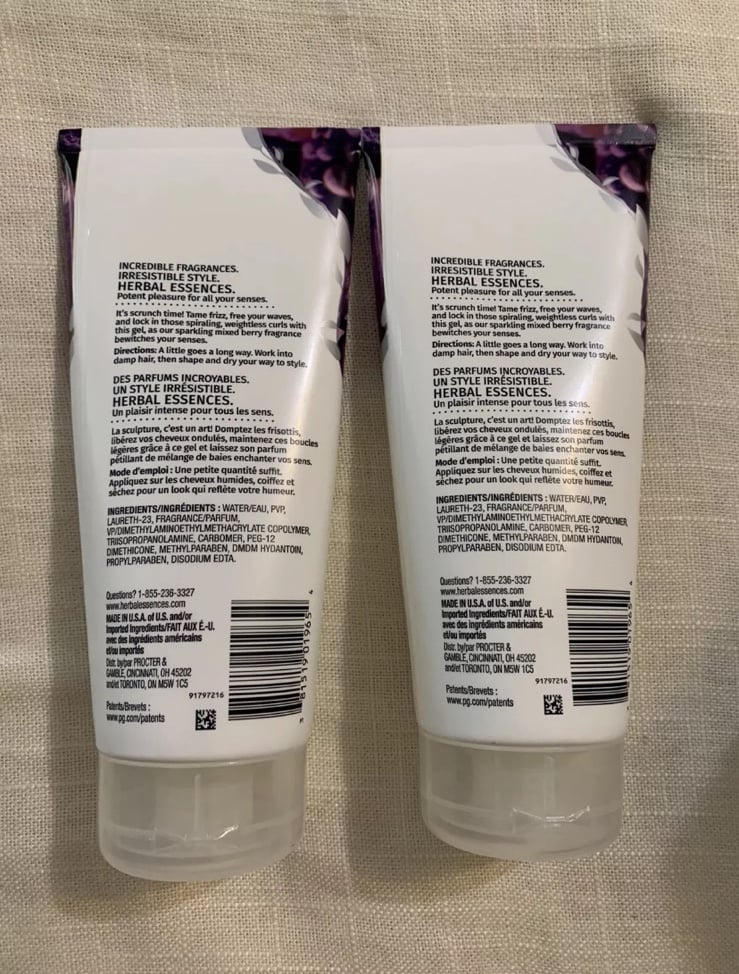 INCREDIBLE FRAGRANCES.
IRRESISTIBLE STYLE.
HERBAL ESSENCES.
Potent pleasure for all your senses.
It's scrunch time! Tame frizz, free your waves,
and lock in those spiraling, weightless curls with
this gel, as our sparkling mixed berry fragrance
bewitches your senses.
Directions: A little goes a long way. Work into
damp hair, then shape and dry your way to style.
DES PARFUMS INCROYABLES.
UN STYLE IRRÉSISTIBLE.
HERBAL ESSENCES.
Un plaisir intense pour tous les sens.
La sculpture, c'est un art! Domptez les frisottis,
libérez vos cheveux ondulés, maintenez ces boucles
légères grâce à ce gel et laissez son parfum
pétillant de mélange de baies enchanter vos sens.
Mode d'emploi : Une petite quantité suffit.
Appliquez sur les cheveux humides, coiffez et
séchez pour un look qui reflète votre humeur.
INGREDIENTS/INGRÉDIENTS : WATER/EAU, PVP,
LAURETH-23, FRAGRANCE/PARFUM,
VP/DIMETHYLAMINOETHYLMETHACRYLATE COPOLYMER,
TRIISOPROPANOLAMINE, CARBOMER, PEG-12
DIMETHICONE, METHYLPARABEN, DMDM HYDANTOIN,
PROPYLPARABEN, DISODIUM EDTA.
Questions? 1-855-236-3327
www.herbalessences.com
MADE IN U.S.A. of U.S. and/or
Imported Ingredients/FAIT AUX É.-U.
avec des ingrédients américains
et/ou importés
Distr. by/par PROCTER &
GAMBLE, CINCINNATI, OH 45202
and/et TORONTO, ON M5W 1C5
91797216
Patents/Brevets :
www.pg.com/patents
3 81519 01965 4
INCREDIBLE FRAGRANCES.
IRRESISTIBLE STYLE.
HERBAL ESSENCES.
Potent pleasure for all your senses.
It's scrunch time! Tame frizz, free your waves,
and lock in those spiraling, weightless curls with
this gel, as our sparkling mixed berry fragrance
bewitches your senses.
Directions: A little goes a long way. Work into
damp hair, then shape and dry your way to style.
DES PARFUMS INCROYABLES.
UN STYLE IRRÉSISTIBLE.
HERBAL ESSENCES.
Un plaisir intense pour tous les sens.
La sculpture, c'est un art! Domptez les frisottis,
libérez vos cheveux ondulés, maintenez ces boucles
légères grâce à ce gel et laissez son parfum
pétillant de mélange de baies enchanter vos sens.
Mode d'emploi : Une petite quantité suffit.
Appliquez sur les cheveux humides, coiffez et
séchez pour un look qui reflète votre humeur.
INGREDIENTS/INGRÉDIENTS : WATER/EAU, PVP,
LAURETH-23, FRAGRANCE/PARFUM,
VP/DIMETHYLAMINOETHYLMETHACRYLATE COPOLYMER,
TRIISOPROPANOLAMINE, CARBOMER, PEG-12
DIMETHICONE, METHYLPARABEN, DMDM HYDANTOIN,
PROPYLPARABEN, DISODIUM EDTA.
Questions? 1-855-236-3327
www.herbalessences.com
MADE IN U.S.A. of U.S. and/or
Imported Ingredients/FAIT AUX É.-U.
avec des ingrédients américains
et/ou importés
Distr. by/par PROCTER &
GAMBLE, CINCINNATI, OH 45202
and/et TORONTO, ON M5W 1C5
91797216
Patents/Brevets :
www.pg.com/patents